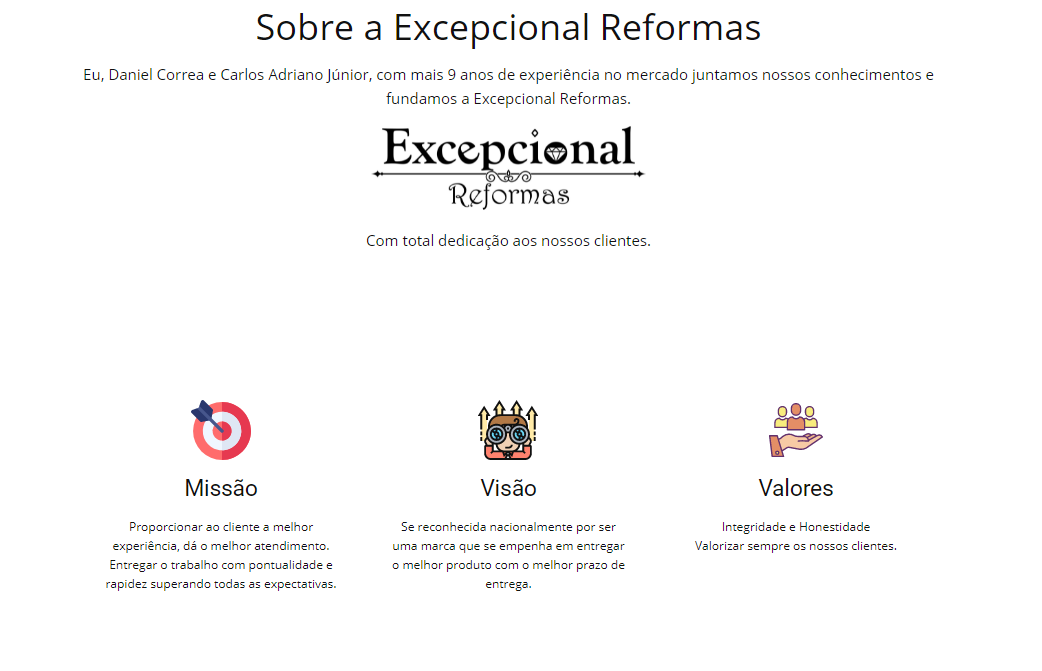 Sobre a Excepcional Reformas
Eu, Daniel Correa e Carlos Adriano Júnior, com mais 9 anos de experiência no mercado juntamos nossos conhecimentos e
fundamos a Excepcional Reformas.
Excepcional
Reformas
Com total dedicação aos nossos clientes.
Missão
Proporcionar ao cliente a melhor
experiência, dá o melhor atendimento.
Entregar o trabalho com pontualidade e
rapidez superando todas as expectativas.
Visão
Se reconhecida nacionalmente por ser
uma marca que se empenha em entregar
o melhor produto com o melhor prazo de
entrega.
Valores
Integridade e Honestidade
Valorizar sempre os nossos clientes.